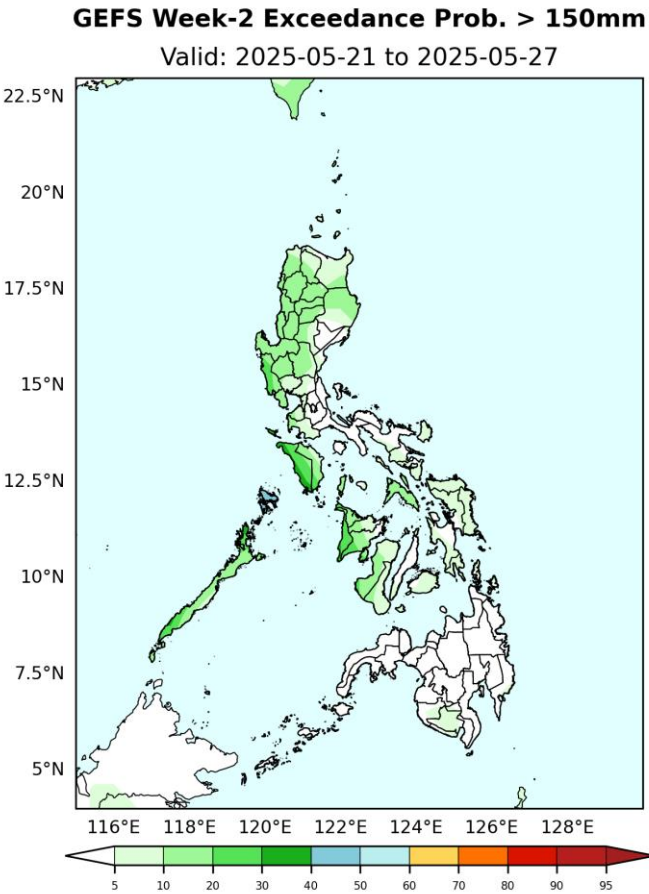 GEFS Week-2 Exceedance Prob. > 150mm
Valid: 2025-05-21 to 2025-05-27
22.5°N
20°N
17.5°N
15°N
12.5°N
10°N
7.5°N
5°N
116°E 118°E 120°E 122°E 124°E 126°E 128°E
5 10 20 30 40 50 60 70 80 90 95